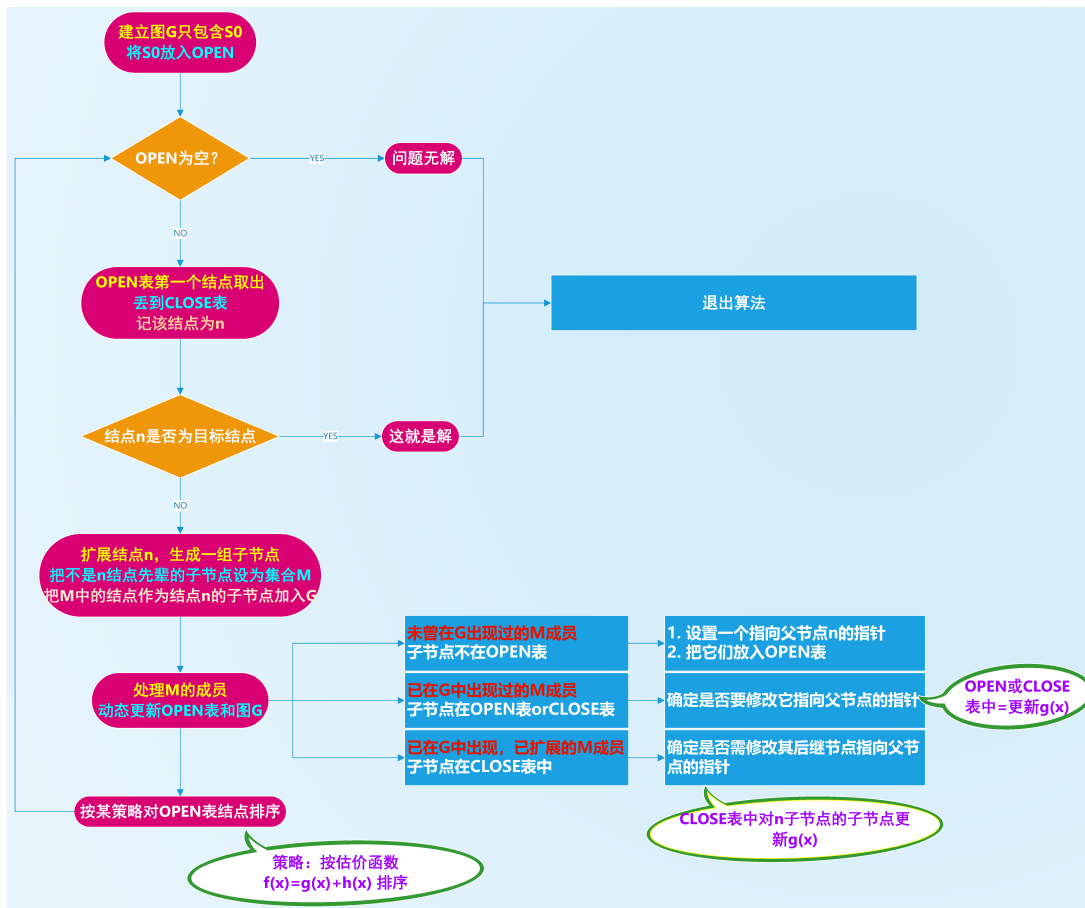 建立图G只包含S0
将S0放入OPEN
OPEN为空?
YES
问题无解
NO
OPEN表第一个结点取出
丢到CLOSE表
记该结点为n
退出算法
结点n是否为目标结点
YES
这就是解
NO
扩展结点n，生成一组子节点
把不是n结点先辈的子节点设为集合M
把M中的结点作为结点n的子节点加入G
未曾在G出现过的M成员
子节点不在OPEN表
1. 设置一个指向父节点n的指针
2. 把它们放入OPEN表
处理M的成员
动态更新OPEN表和图G
已在G中出现过的M成员
子节点在OPEN表orCLOSE表
确定是否要修改它指向父节点的指针
OPEN或CLOSE
表中=更新g(x)
已在G中出现，已扩展的M成员
子节点在CLOSE表中
确定是否需修改其后继节点指向父节
点的指针
按某策略对OPEN表结点排序
CLOSE表中对n子节点的子节点更
新g(x)
策略：按估价函数
f(x)=g(x)+h(x) 排序